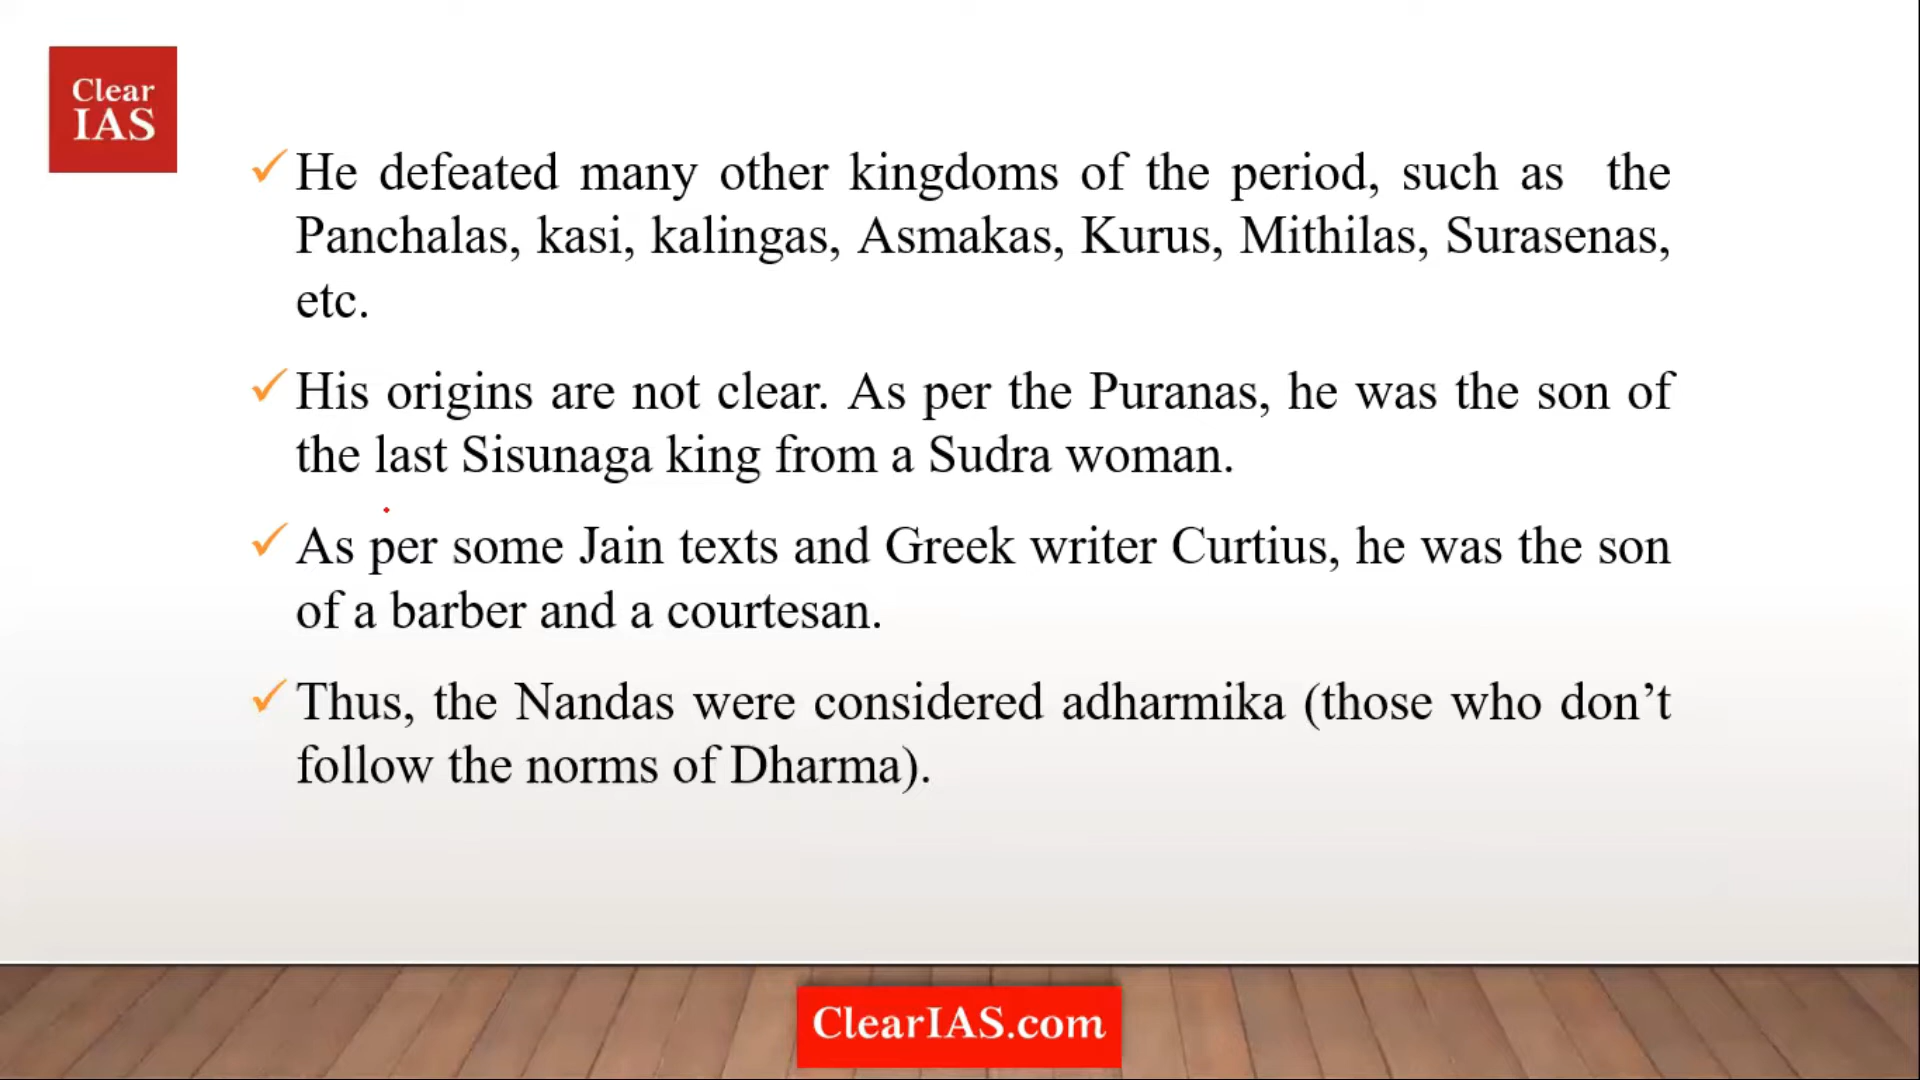 Clear
IAS
He defeated many other kingdoms of the period, such as the
Panchalas, kasi, kalingas, Asmakas, Kurus, Mithilas, Surasenas,
etc.
His origins are not clear. As per the Puranas, he was the son of
the last Sisunaga king from a Sudra woman.
As per some Jain texts and Greek writer Curtius, he was the son
of a barber and a courtesan.
Thus, the Nandas were considered adharmika (those who don’t
follow the norms of Dharma).
ClearIAS.com